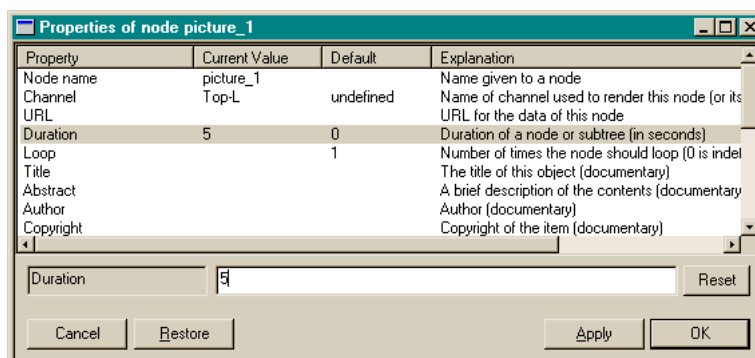 Properties of node picture_1
Property Current Value Default Explanation
Node name picture_1 Name given to a node
Channel Top-L undefined Name of channel used to render this node (or its
URL URL for the data of this node
Duration 5 0 Duration of a node or subtree (in seconds)
Loop 1 Number of times the node should loop (0 is indef
Title The title of this object (documentary)
Abstract A brief description of the contents (documentary
Author Author (documentary)
Copyright Copyright of the item (documentary)
Duration 5 Reset
Cancel Restore Apply OK